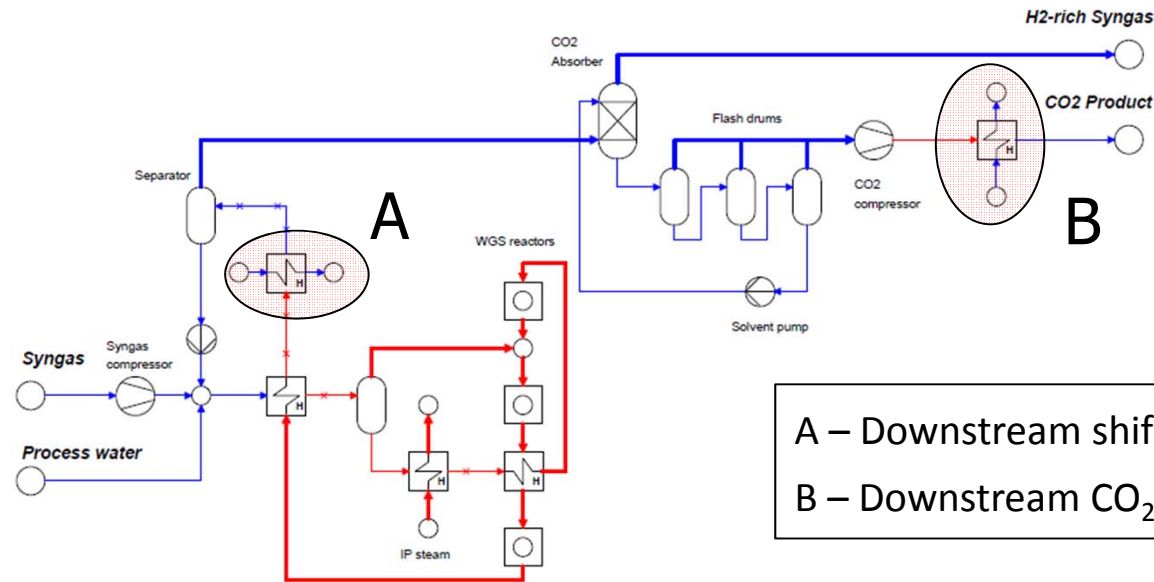 H2-rich Syngas
CO2
Absorber
CO2 Product
Flash drums
H
Separator
A
CO2
compressor
B
WGS reactors
H
Solvent pump
Syngas
Syngas
compressor
H
H
H
Process water
IP steam
A – Downstream shif
B – Downstream CO₂